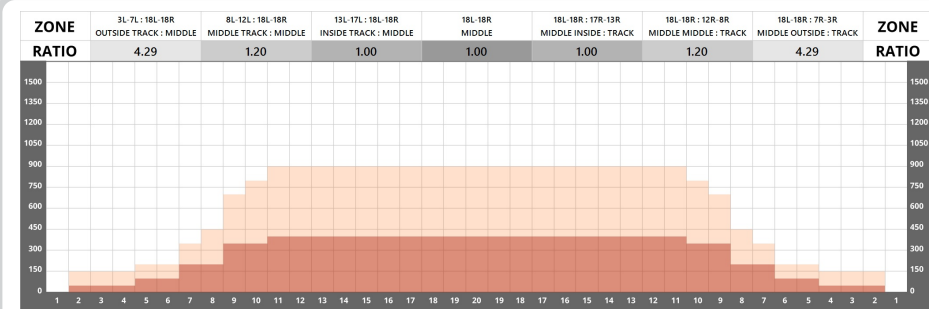 ZONE 3L-7L : 18L-18R 8L-12L : 18L-18R 13L-17L : 18L-18R 18L-18R 18L-18R : 17R-13R 18L-18R : 12R-8R 18L-18R : 7R-3R ZONE
OUTSIDE TRACK : MIDDLE MIDDLE TRACK : MIDDLE INSIDE TRACK : MIDDLE MIDDLE MIDDLE INSIDE : TRACK MIDDLE MIDDLE : TRACK MIDDLE OUTSIDE : TRACK
RATIO 4.29 1.20 1.00 1.00 1.00 1.20 4.29 RATIO
1500 1500
1350 1350
1200 1200
1050 1050
900 900
750 750
600 600
450 450
300 300
150 150
0 0
1 2 3 4 5 6 7 8 9 10 11 12 13 14 15 16 17 18 19 20 19 18 17 16 15 14 13 12 11 10 9 8 7 6 5 4 3 2 1